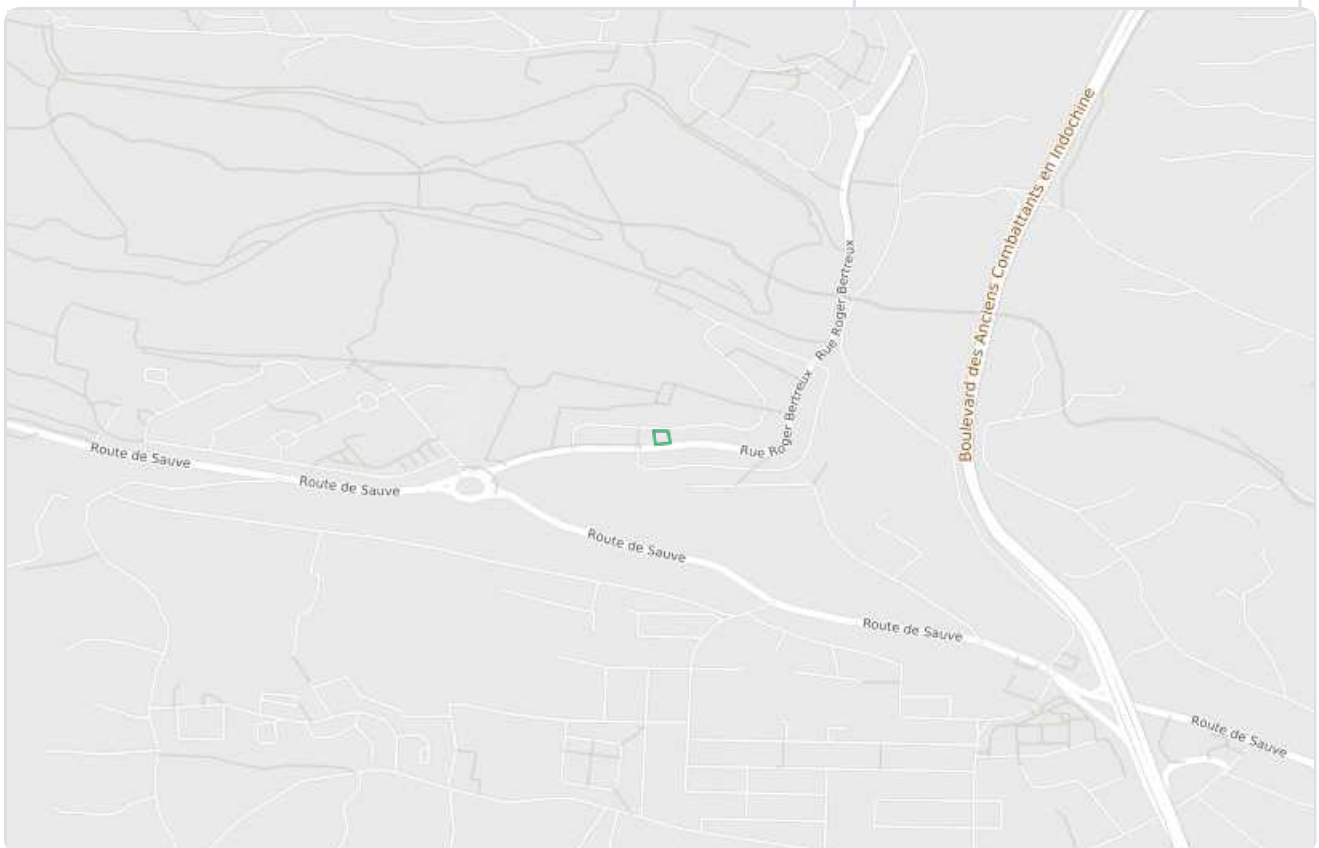 Boulevard des Anciens Combattants en Indochine
Rue Roger Bertreux
Rue Roger Bertreux
Rue Roger Bertreux
Route de Sauve
Route de Sauve
Route de Sauve
Route de Sauve
Route de Sauve